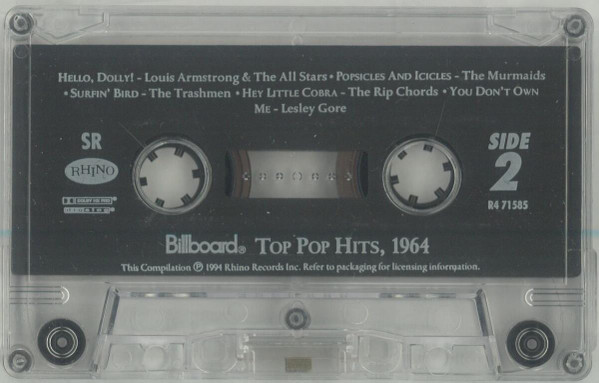 HELLO, DOLLY! – Louis Armstrong & The All Stars • POPSICLES AND ICICLES – The Murmaids
• SURFIN' BIRD – The Trashmen • HEY LITTLE COBRA – The Rip Chords • YOU DON'T OWN
ME – Lesley Gore
SR
SIDE
2
RHINO
R4 71585
Billboard® TOP POP HITS, 1964
This Compilation ℗ 1994 Rhino Records Inc. Refer to packaging for licensing information.